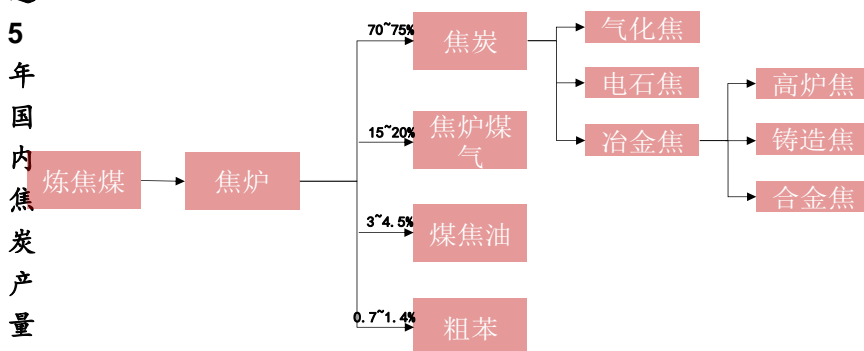 5
年
国
内
焦
炭
产
量
炼焦煤
焦炉
70~75%
焦炭
15~20%
焦炉煤
气
3~4.5%
煤焦油
0.7~1.4%
粗苯
气化焦
电石焦
冶金焦
高炉焦
铸造焦
合金焦